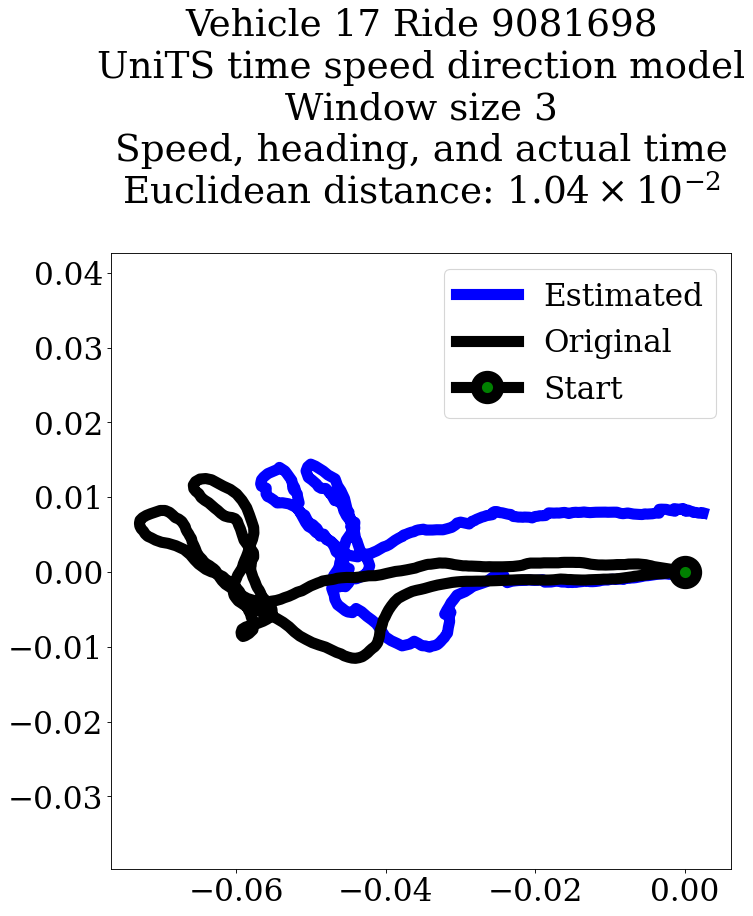 Vehicle 17 Ride 9081698
UniTS time speed direction model
Window size 3
Speed, heading, and actual time
Euclidean distance: 1.04 × 10⁻²
Estimated
Original
Start
0.04
0.03
0.02
0.01
0.00
−0.01
−0.02
−0.03
−0.06
−0.04
−0.02
0.00